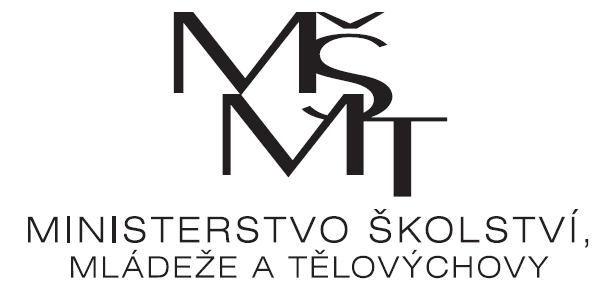 MŠ
MT
MINISTERSTVO ŠKOLSTVÍ,
MLÁDEŽE A TĚLOVÝCHOVY